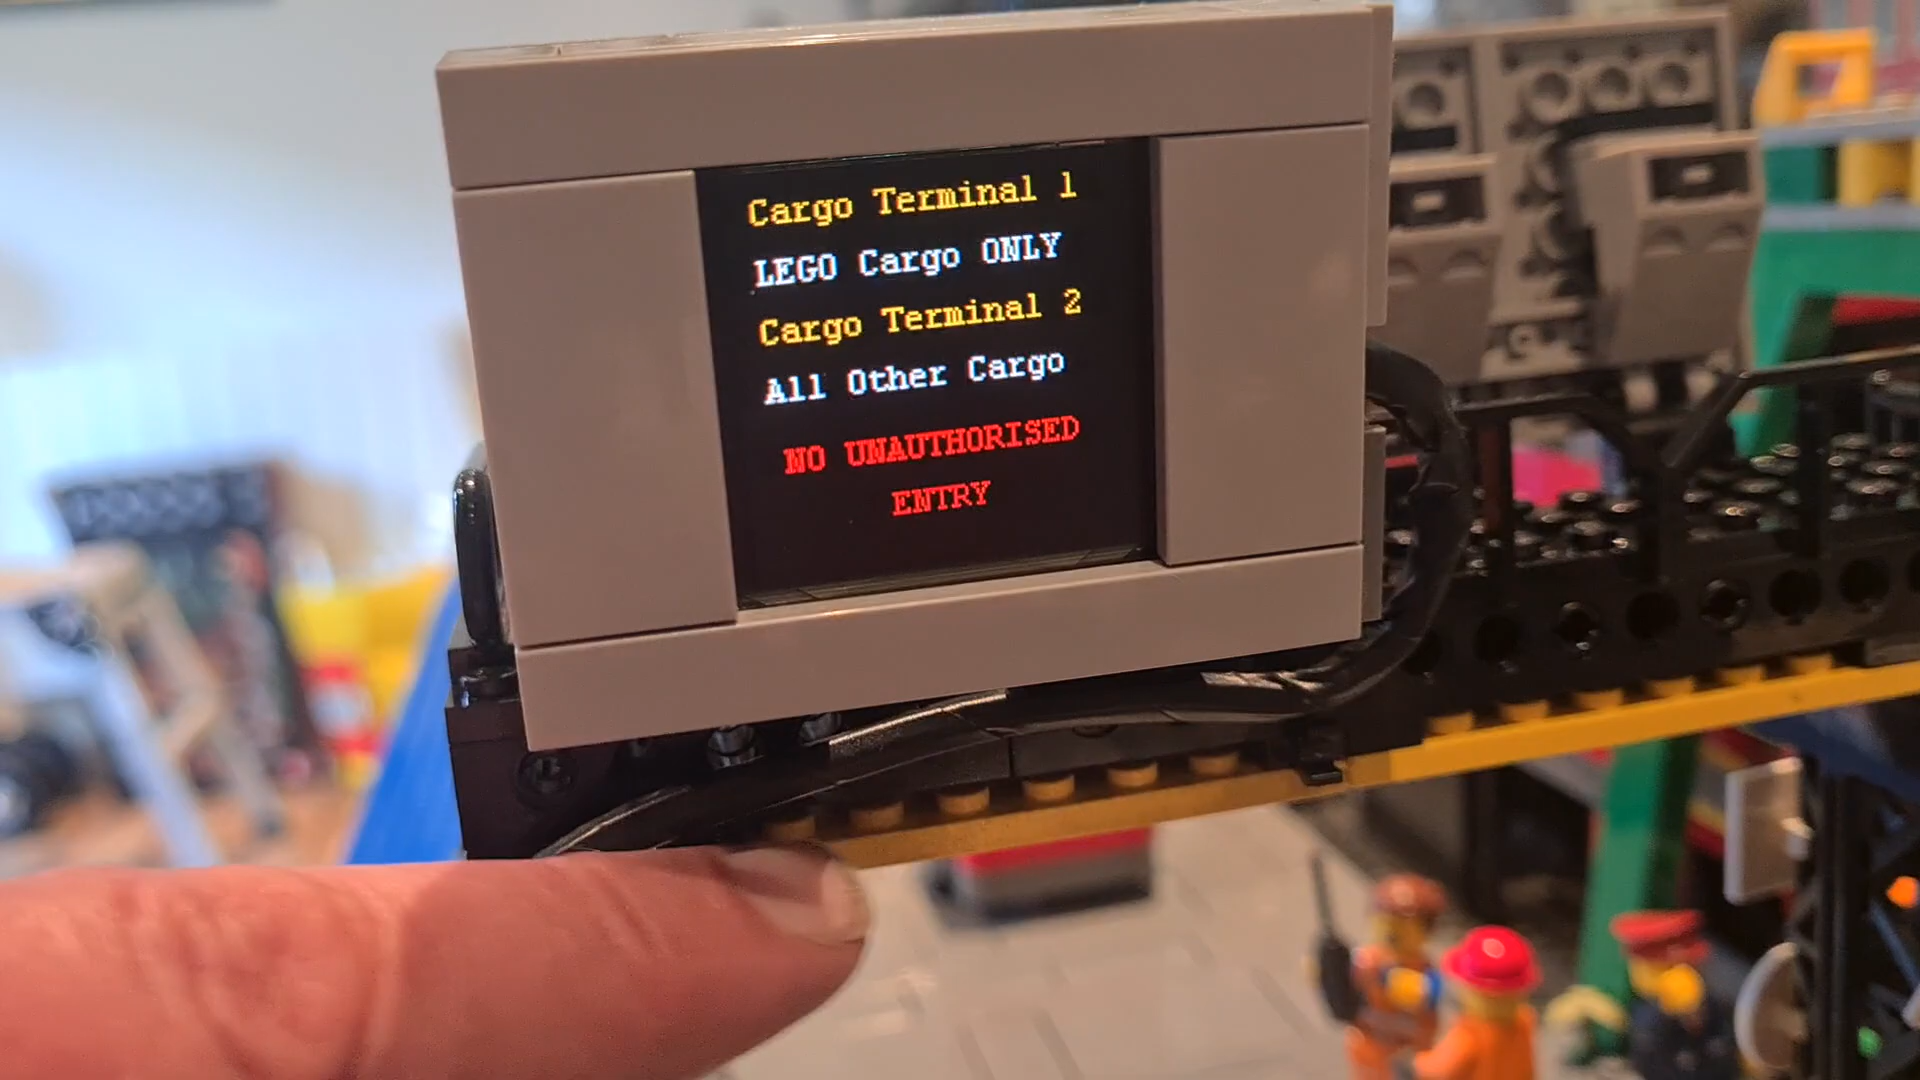 Cargo Terminal 1
LEGO Cargo ONLY
Cargo Terminal 2
All Other Cargo
NO UNAUTHORISED
ENTRY